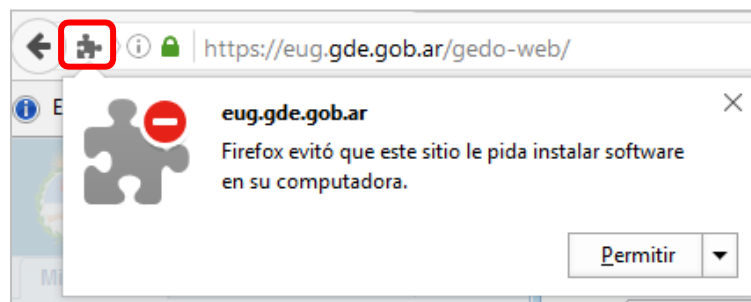 https://eug.gde.gob.ar/gedo-web/
E
eug.gde.gob.ar
Firefox evitó que este sitio le pida instalar software
en su computadora.
Permitir
Mi